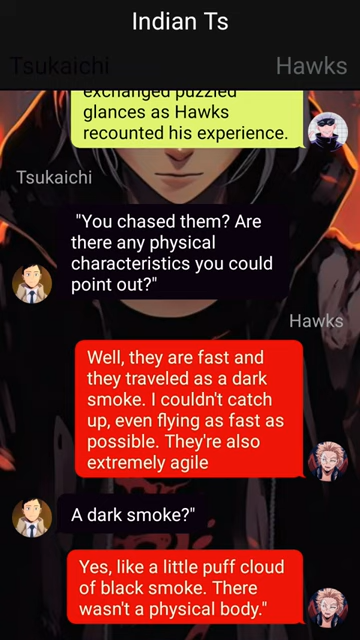 Indian Ts
Tsukaichi
Hawks
exchanged puzzled
glances as Hawks
recounted his experience.
Tsukaichi
"You chased them? Are
there any physical
characteristics you could
point out?"
Hawks
Well, they are fast and
they traveled as a dark
smoke. I couldn't catch
up, even flying as fast as
possible. They're also
extremely agile
A dark smoke?"
Yes, like a little puff cloud
of black smoke. There
wasn't a physical body."